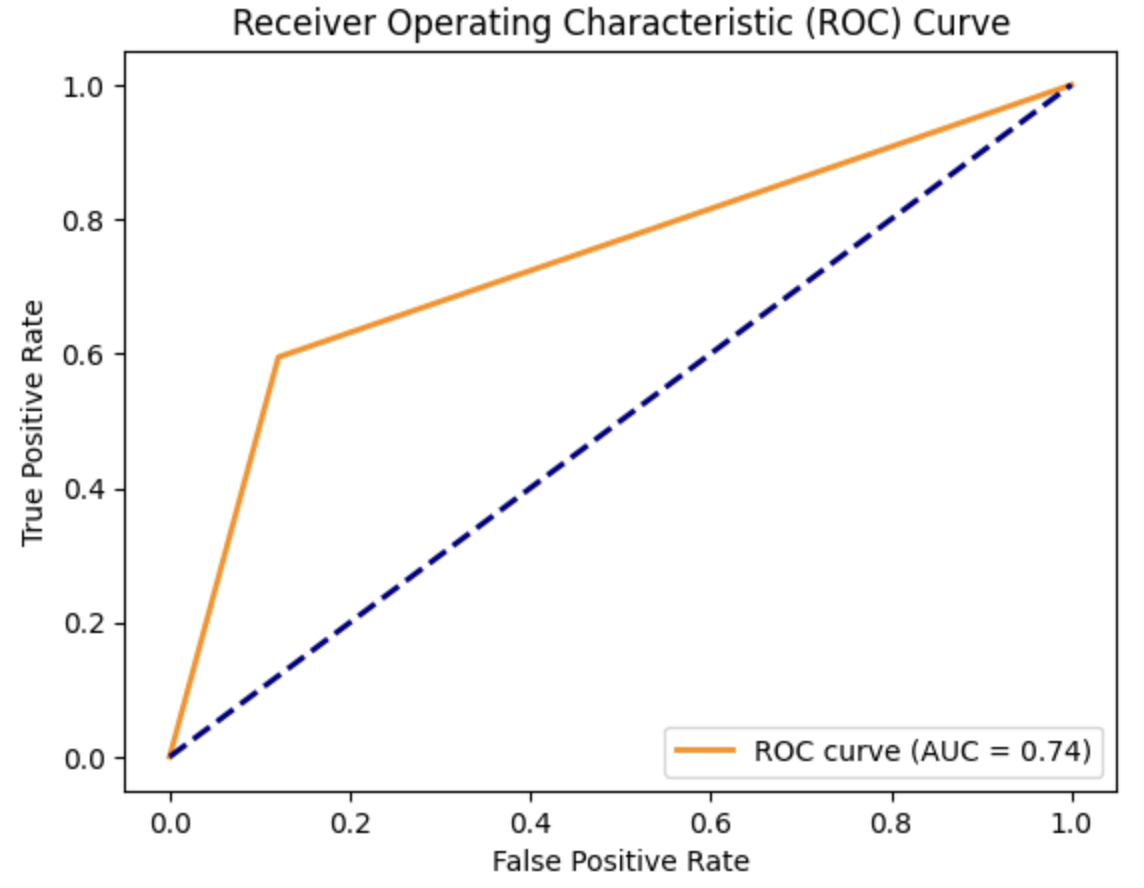 Receiver Operating Characteristic (ROC) Curve
True Positive Rate
1.0
0.8
0.6
0.4
0.2
0.0
ROC curve (AUC = 0.74)
0.0 0.2 0.4 0.6 0.8 1.0
False Positive Rate